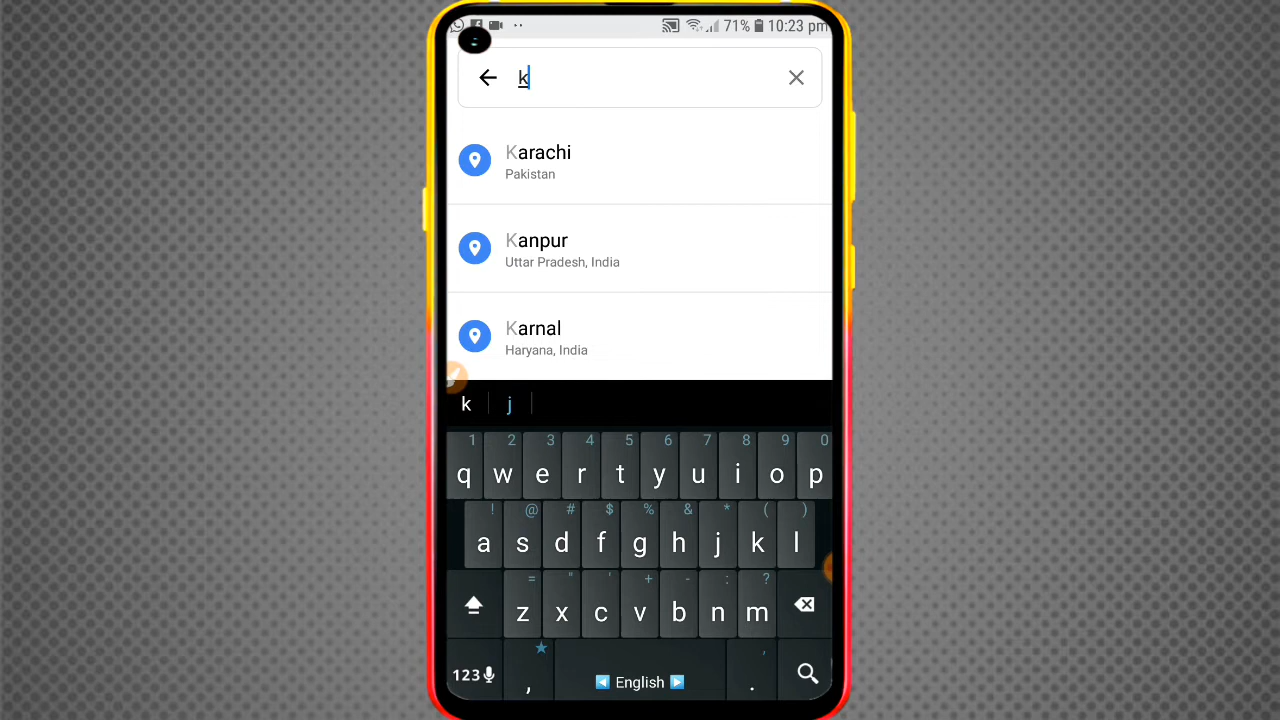 71% 10:23 pm
k
Karachi
Pakistan
Kanpur
Uttar Pradesh, India
Karnal
Haryana, India
k j
1 2 3 4 5 6 7 8 9 0
q w e r t y u i o p
! @ # $ % & * ( )
a s d f g h j k l
= " ' + - : ?
z x c v b n m
123 , English . ,